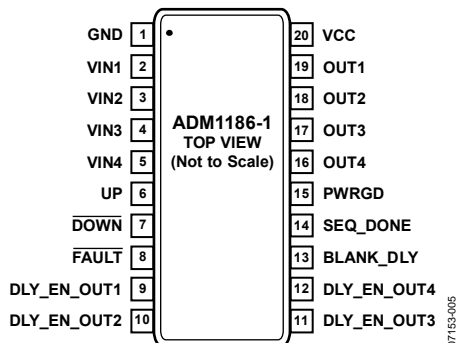 GND 1
VIN1 2
VIN2 3
VIN3 4
VIN4 5
UP 6
DOWN 7
FAULT 8
DLY_EN_OUT1 9
DLY_EN_OUT2 10
ADM1186-1
TOP VIEW
(Not to Scale)
20 VCC
19 OUT1
18 OUT2
17 OUT3
16 OUT4
15 PWRGD
14 SEQ_DONE
13 BLANK_DLY
12 DLY_EN_OUT4
11 DLY_EN_OUT3
07153-005